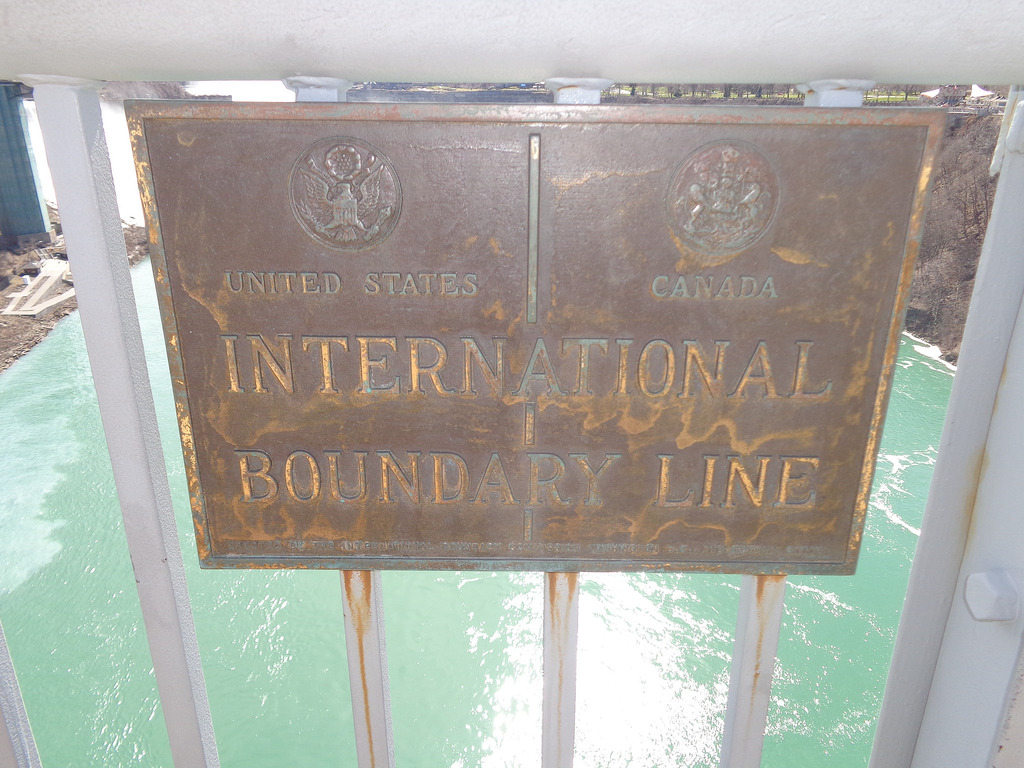 UNITED STATES
CANADA
INTERNATIONAL
BOUNDARY LINE